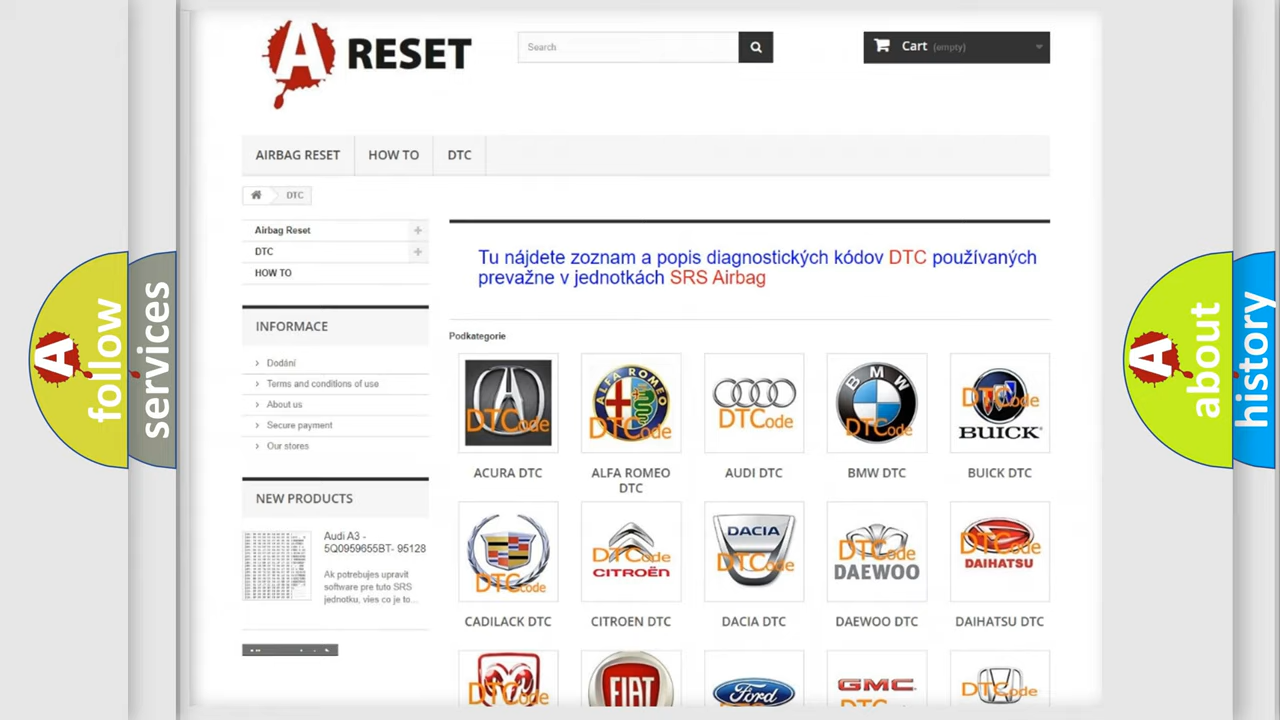 A RESET
Search
Cart (empty)
AIRBAG RESET
HOW TO
DTC
DTC
Airbag Reset
DTC
HOW TO
Tu nájdete zoznam a popis diagnostických kódov DTC používaných
prevažne v jednotkách SRS Airbag
INFORMACE
Podkategorie
Dodání
Terms and conditions of use
About us
Secure payment
Our stores
DTCode
ALFA ROMEO
DTCode
DTCode
BMW
DTCode
DTCode
BUICK
ACURA DTC
ALFA ROMEO
DTC
AUDI DTC
BMW DTC
BUICK DTC
NEW PRODUCTS
Audi A3 -
5Q0959655BT- 95128
Ak potrebujes upravit
software pre tuto SRS
jednotku, vies co je to...
DTCode
DTCode
CITROËN
DACIA
DTCode
DTCode
DAEWOO
DTCode
DAIHATSU
CADILACK DTC
CITROEN DTC
DACIA DTC
DAEWOO DTC
DAIHATSU DTC
DTCode
FIAT
Ford
GMC
DTCode
A follow
services
A about
history